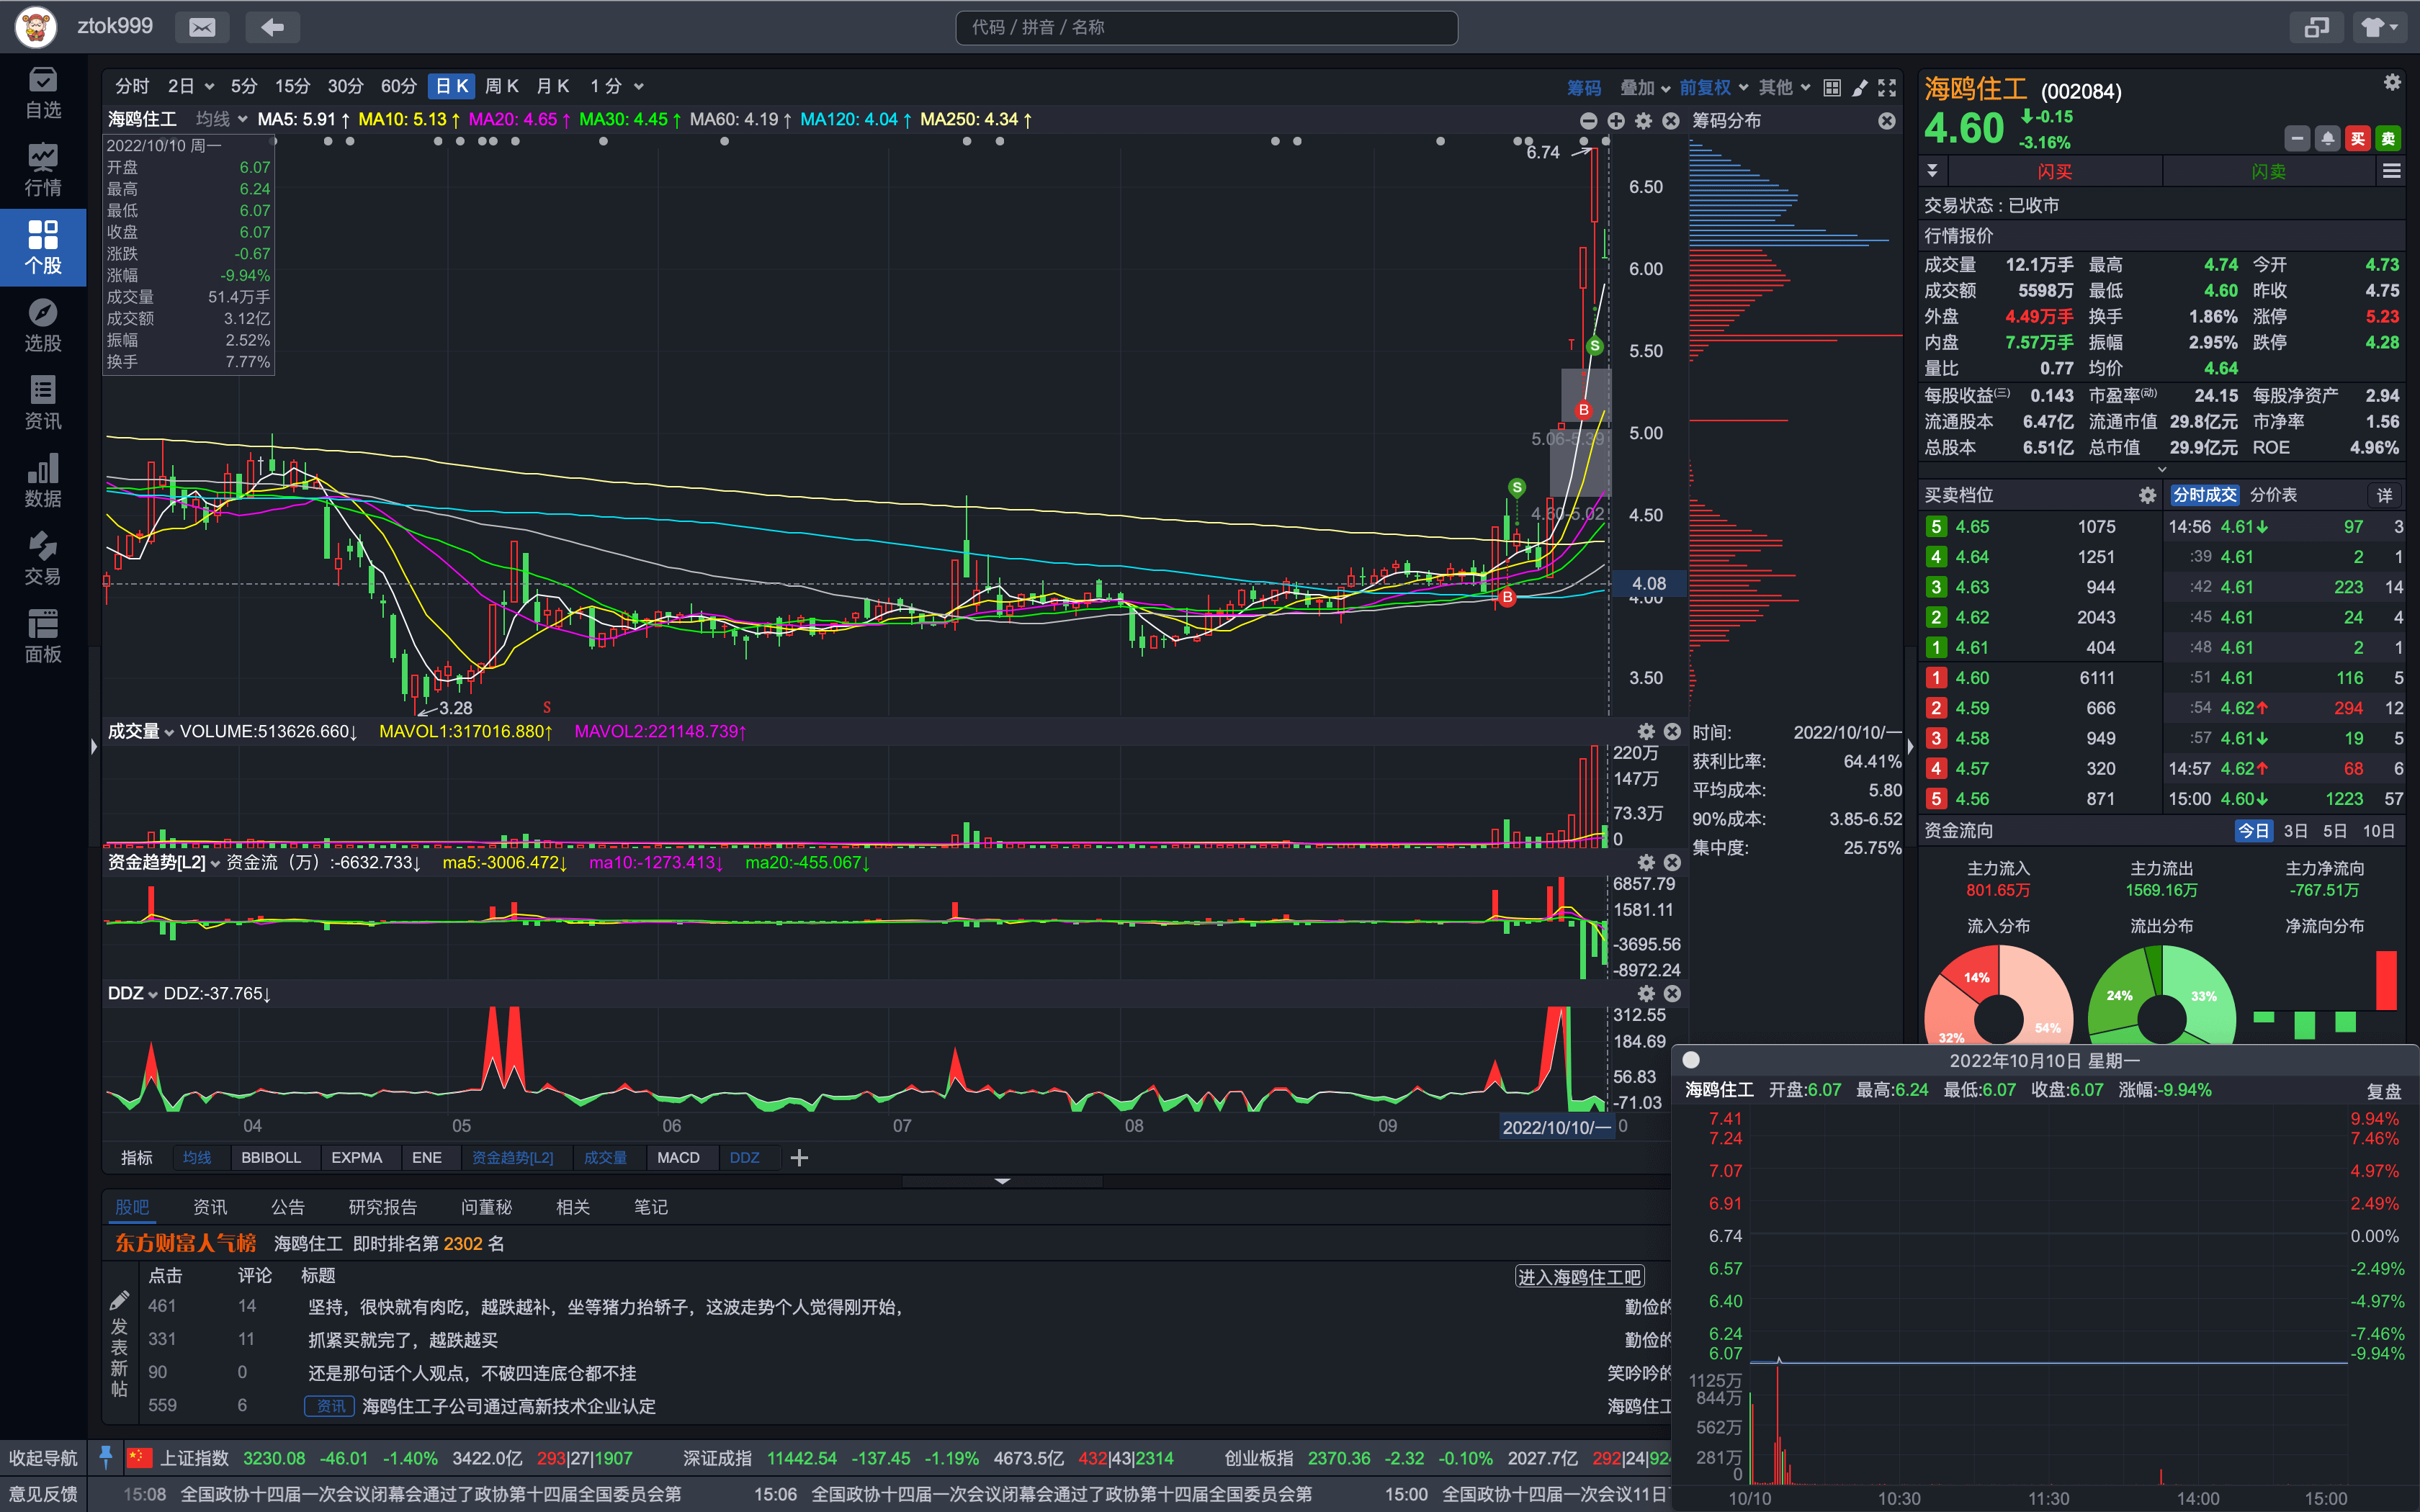 ztok999
代码 / 拼音 / 名称
自选
行情
个股
选股
资讯
数据
交易
面板
收起导航
意见反馈
分时 2日 5分 15分 30分 60分 日K 周K 月K 1分
筹码 叠加 前复权 其他
海鸥住工 均线 MA5: 5.91↑ MA10: 5.13↑ MA20: 4.65↑ MA30: 4.45↑ MA60: 4.19↑ MA120: 4.04↑ MA250: 4.34↑
筹码分布
2022/10/10 周一
开盘 6.07
最高 6.24
最低 6.07
收盘 6.07
涨跌 -0.67
涨幅 -9.94%
成交量 51.4万手
成交额 3.12亿
振幅 2.52%
换手 7.77%
6.74
6.50
6.00
5.50
5.00
4.50
4.08
4.00
3.50
T
S
B
5.06-5.39
S
4.60-5.02
B
3.28
S
成交量 VOLUME:513626.660↓ MAVOL1:317016.880↑ MAVOL2:221148.739↑
220万
147万
73.3万
0
资金趋势[L2] 资金流（万）:-6632.733↓ ma5:-3006.472↓ ma10:-1273.413↓ ma20:-455.067↓
6857.79
1581.11
-3695.56
-8972.24
DDZ DDZ:-37.765↓
312.55
184.69
56.83
-71.03
04 05 06 07 08 09 2022/10/10/一 0
指标 均线 BBIBOLL EXPMA ENE 资金趋势[L2] 成交量 MACD DDZ
时间: 2022/10/10/一
获利比率: 64.41%
平均成本: 5.80
90%成本: 3.85-6.52
集中度: 25.75%
股吧 资讯 公告 研究报告 问董秘 相关 笔记
东方财富人气榜 海鸥住工 即时排名第 2302 名
点击 评论 标题
进入海鸥住工吧
发表新帖
461 14 坚持，很快就有肉吃，越跌越补，坐等猪力抬轿子，这波走势个人觉得刚开始， 勤俭的
331 11 抓紧买就完了，越跌越买 勤俭的
90 0 还是那句话个人观点，不破四连底仓都不挂 笑吟吟的
559 6 资讯 海鸥住工子公司通过高新技术企业认定 海鸥住工
海鸥住工 (002084)
4.60 -0.15
-3.16%
买 卖
闪买 闪卖
交易状态 : 已收市
行情报价
成交量 12.1万手 最高 4.74 今开 4.73
成交额 5598万 最低 4.60 昨收 4.75
外盘 4.49万手 换手 1.86% 涨停 5.23
内盘 7.57万手 振幅 2.95% 跌停 4.28
量比 0.77 均价 4.64
每股收益(三) 0.143 市盈率(动) 24.15 每股净资产 2.94
流通股本 6.47亿 流通市值 29.8亿元 市净率 1.56
总股本 6.51亿 总市值 29.9亿元 ROE 4.96%
买卖档位 分时成交 分价表 详
5 4.65 1075 14:56 4.61↓ 97 3
4 4.64 1251 :39 4.61 2 1
3 4.63 944 :42 4.61 223 14
2 4.62 2043 :45 4.61 24 4
1 4.61 404 :48 4.61 2 1
1 4.60 6111 :51 4.61 116 5
2 4.59 666 :54 4.62↑ 294 12
3 4.58 949 :57 4.61↓ 19 5
4 4.57 320 14:57 4.62↑ 68 6
5 4.56 871 15:00 4.60↓ 1223 57
资金流向 今日 3日 5日 10日
主力流入 主力流出 主力净流向
801.65万 1569.16万 -767.51万
流入分布 流出分布 净流向分布
14% 24% 33%
32% 54%
2022年10月10日 星期一
海鸥住工 开盘:6.07 最高:6.24 最低:6.07 收盘:6.07 涨幅:-9.94% 复盘
7.41 9.94%
7.24 7.46%
7.07 4.97%
6.91 2.49%
6.74 0.00%
6.57 -2.49%
6.40 -4.97%
6.24 -7.46%
6.07 -9.94%
1125万
844万
562万
281万
0
10/10 10:30 11:30 14:00 15:00
上证指数 3230.08 -46.01 -1.40% 3422.0亿 293|27|1907 深证成指 11442.54 -137.45 -1.19% 4673.5亿 432|43|2314 创业板指 2370.36 -2.32 -0.10% 2027.7亿 292|24|924
15:08 全国政协十四届一次会议闭幕会通过了政协第十四届全国委员会第 15:06 全国政协十四届一次会议闭幕会通过了政协第十四届全国委员会第 15:00 全国政协十四届一次会议11日下